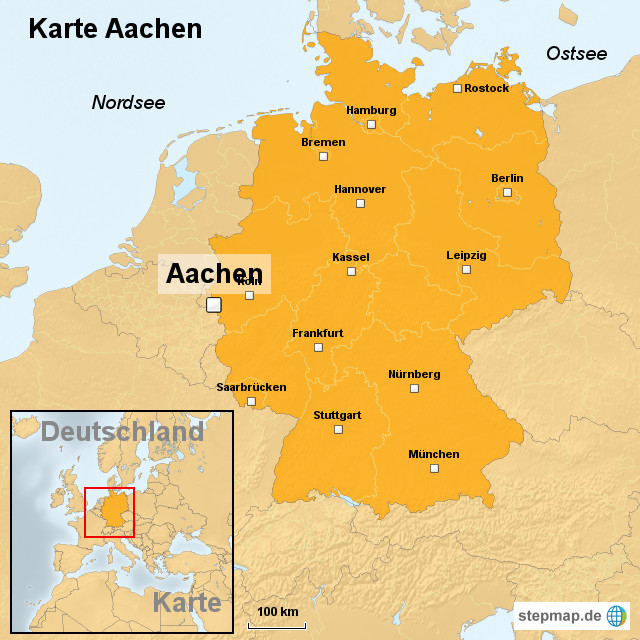 Karte Aachen
Ostsee
Nordsee
Rostock
Hamburg
Bremen
Berlin
Hannover
Kassel
Leipzig
Aachen
Köln
Frankfurt
Nürnberg
Saarbrücken
Stuttgart
München
Deutschland
Karte
100 km
stepmap.de